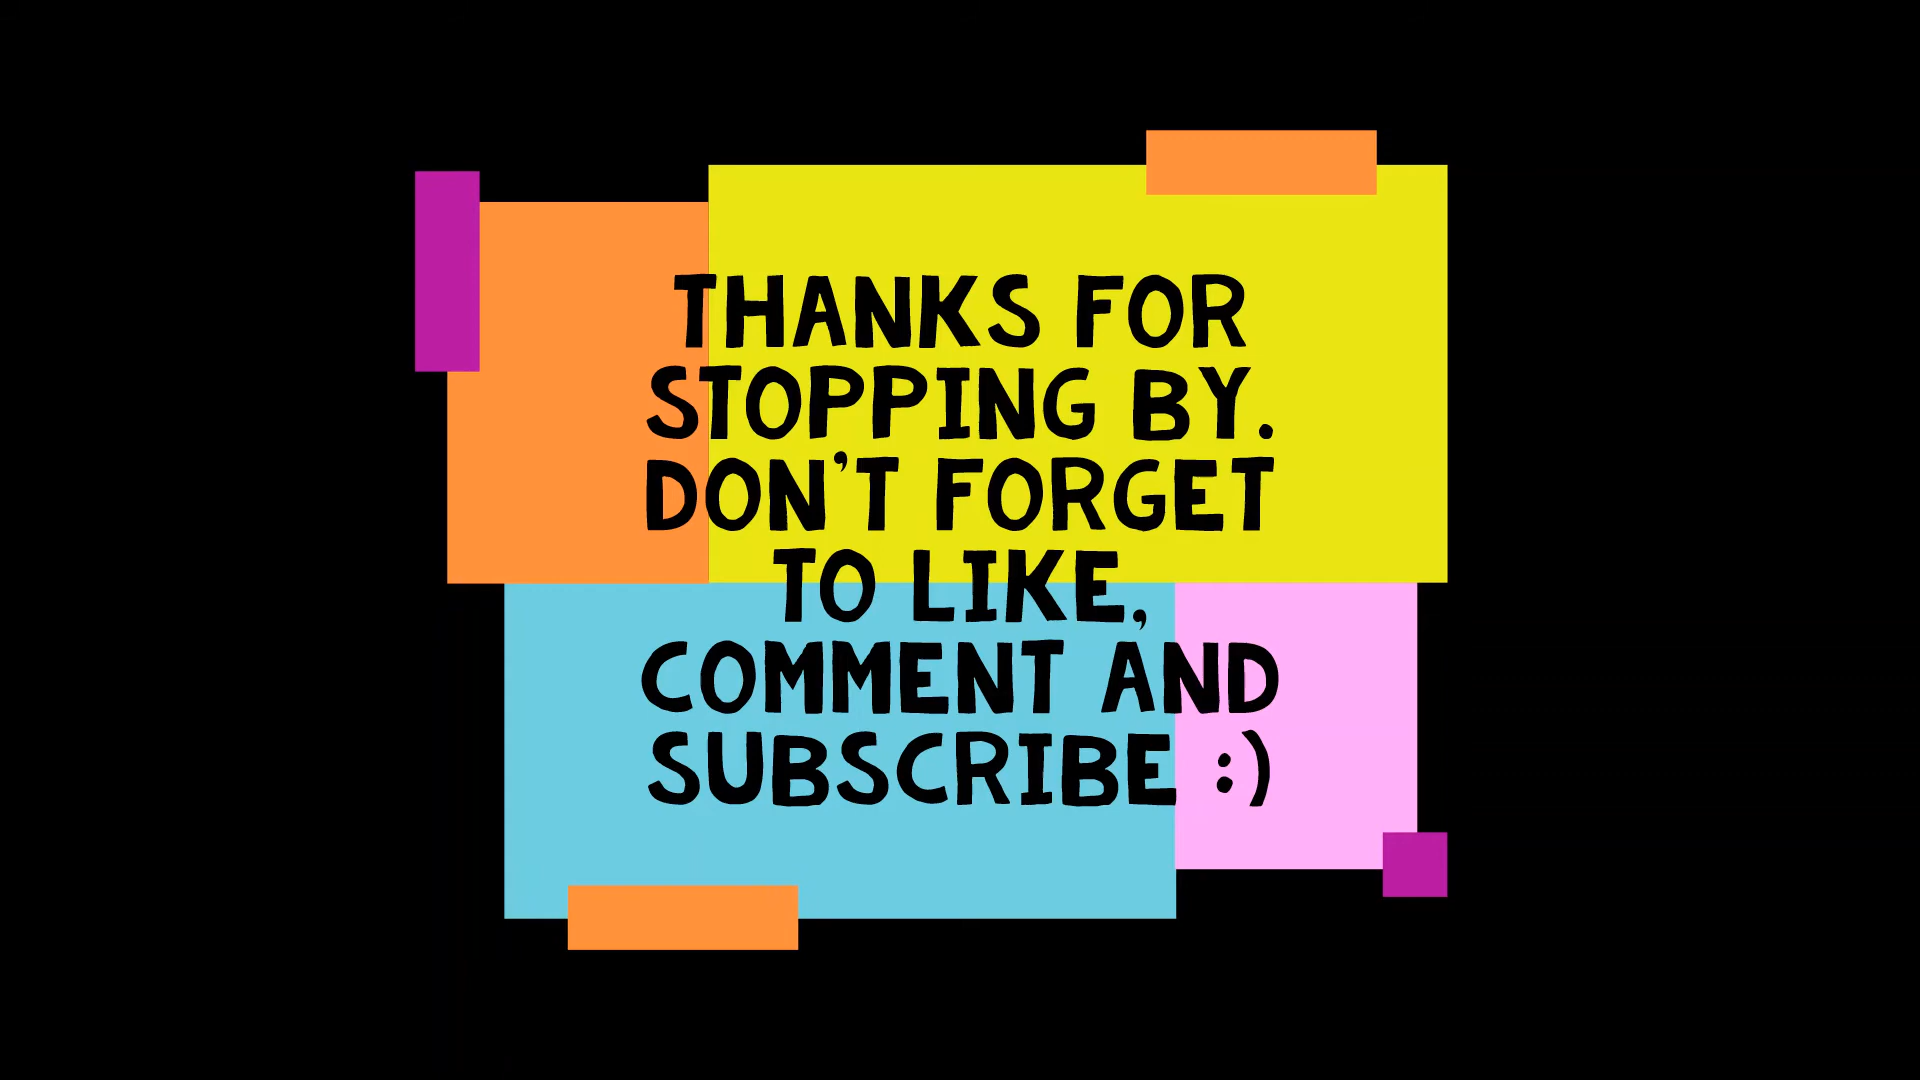 THANKS FOR
STOPPING BY.
DON'T FORGET
TO LIKE,
COMMENT AND
SUBSCRIBE :)